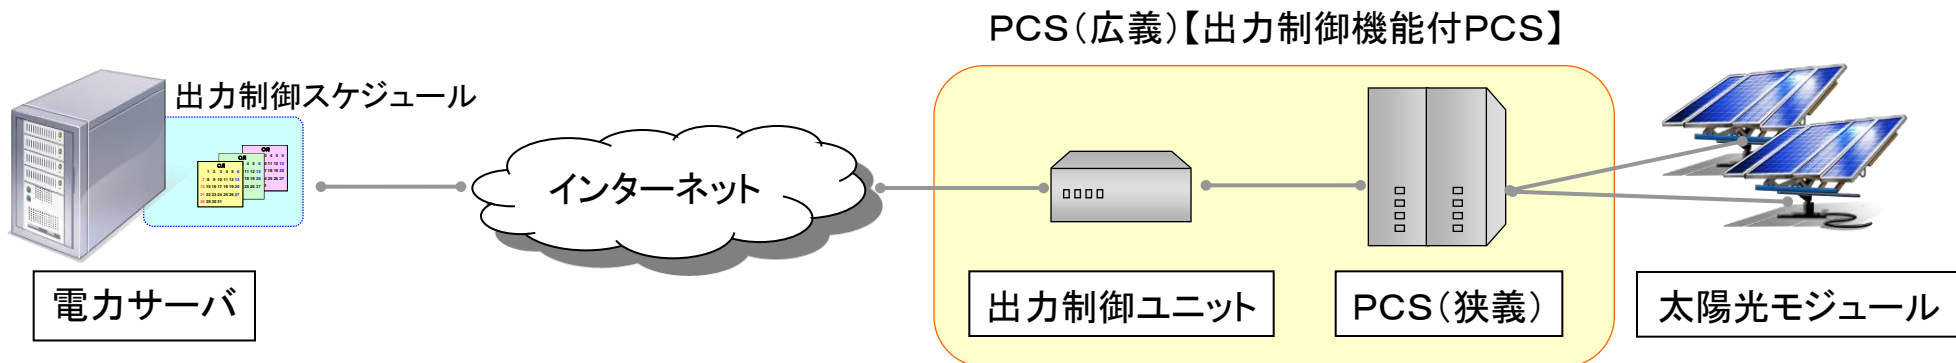 PCS（広義）【出力制御機能付PCS】
出力制御スケジュール
インターネット
電力サーバ
出力制御ユニット
PCS（狭義）
太陽光モジュール